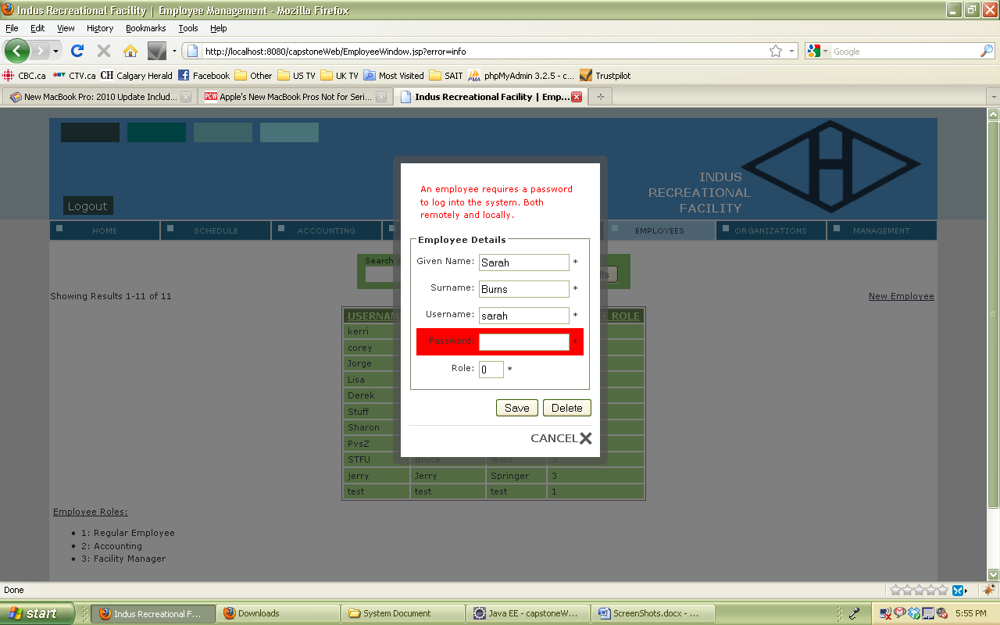 Indus Recreational Facility | Employee Management - Mozilla Firefox
File Edit View History Bookmarks Tools Help
http://localhost:8080/capstoneWeb/EmployeeWindow.jsp?error=info
Google
CBC.ca CTV.ca CH Calgary Herald Facebook Other US TV UK TV Most Visited SAIT PMA phpMyAdmin 3.2.5 - c... Trustpilot
New MacBook Pro: 2010 Update Includ... PCW Apple's New MacBook Pros Not for Seri... Indus Recreational Facility | Emp...
INDUS
RECREATIONAL
FACILITY
Logout
HOME SCHEDULE ACCOUNTING EMPLOYEES ORGANIZATIONS MANAGEMENT
Search
Showing Results 1-11 of 11
New Employee
USERNAM ROLE
kerri
corey
Jorge
Lisa
Derek
Stuff
Sharon
PvsZ
STFU Bruce Willis 3
jerry Jerry Springer 3
test test test 1
An employee requires a password
to log into the system. Both
remotely and locally.
Employee Details
Given Name: Sarah *
Surname: Burns *
Username: sarah *
Password: *
Role: 0 *
Save Delete
CANCEL
Employee Roles:
1: Regular Employee
2: Accounting
3: Facility Manager
Done
start Indus Recreational F... Downloads System Document Java EE - capstoneW... ScreenShots.docx - ... 5:55 PM